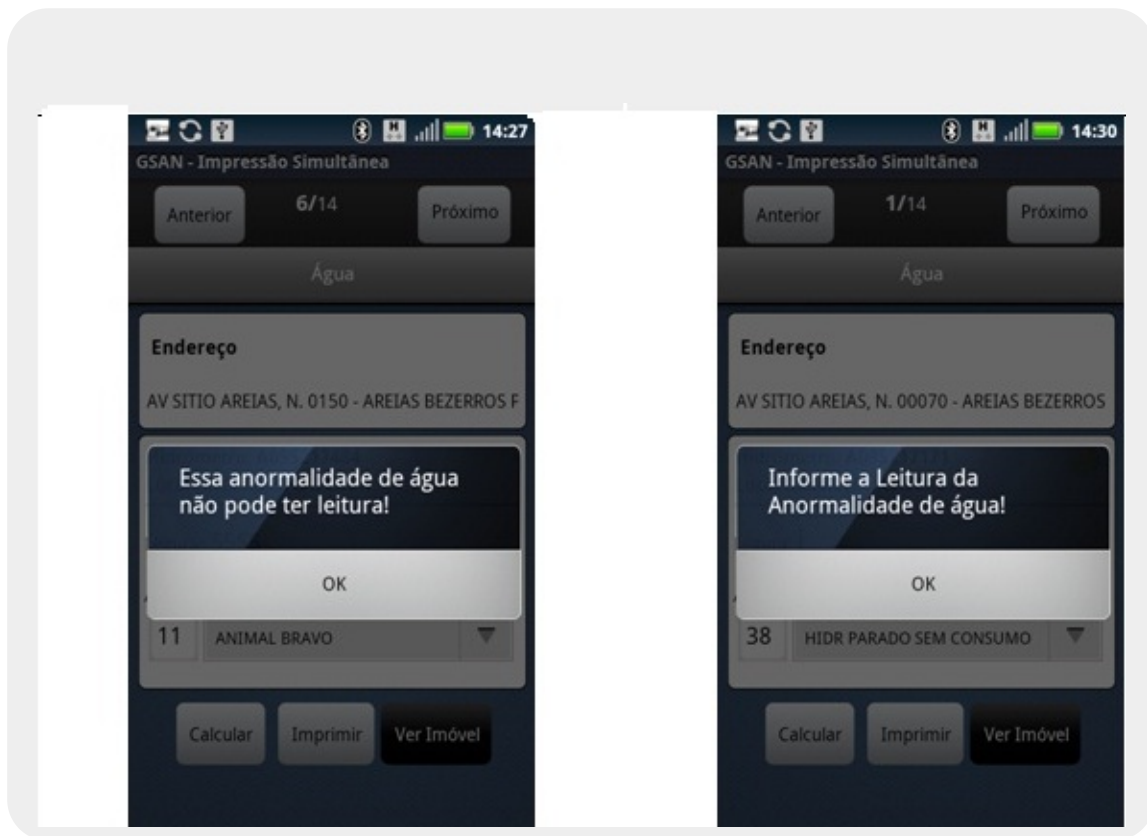 14:27
GSAN - Impressão Simultânea
Anterior 6/14 Próximo
Água
Endereço
AV SITIO AREIAS, N. 0150 - AREIAS BEZERROS F
Essa anormalidade de água
não pode ter leitura!
OK
11 ANIMAL BRAVO
Calcular Imprimir Ver Imóvel
14:30
GSAN - Impressão Simultânea
Anterior 1/14 Próximo
Água
Endereço
AV SITIO AREIAS, N. 00070 - AREIAS BEZERROS
Informe a Leitura da
Anormalidade de água!
OK
38 HIDR PARADO SEM CONSUMO
Calcular Imprimir Ver Imóvel